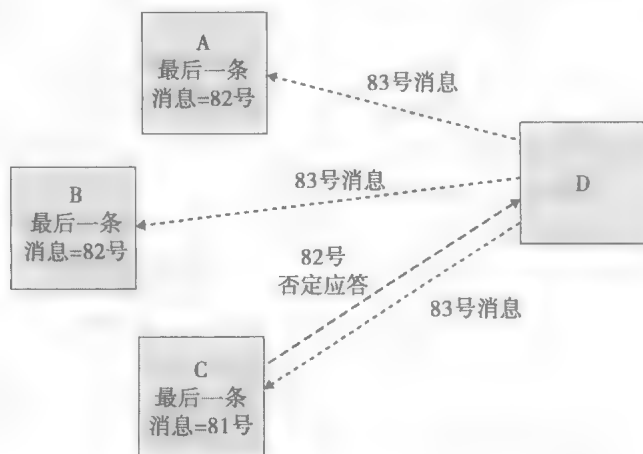 A
最后一条
消息=82号
83号消息
B
最后一条
消息=82号
83号消息
D
82号
否定应答
83号消息
C
最后一条
消息=81号